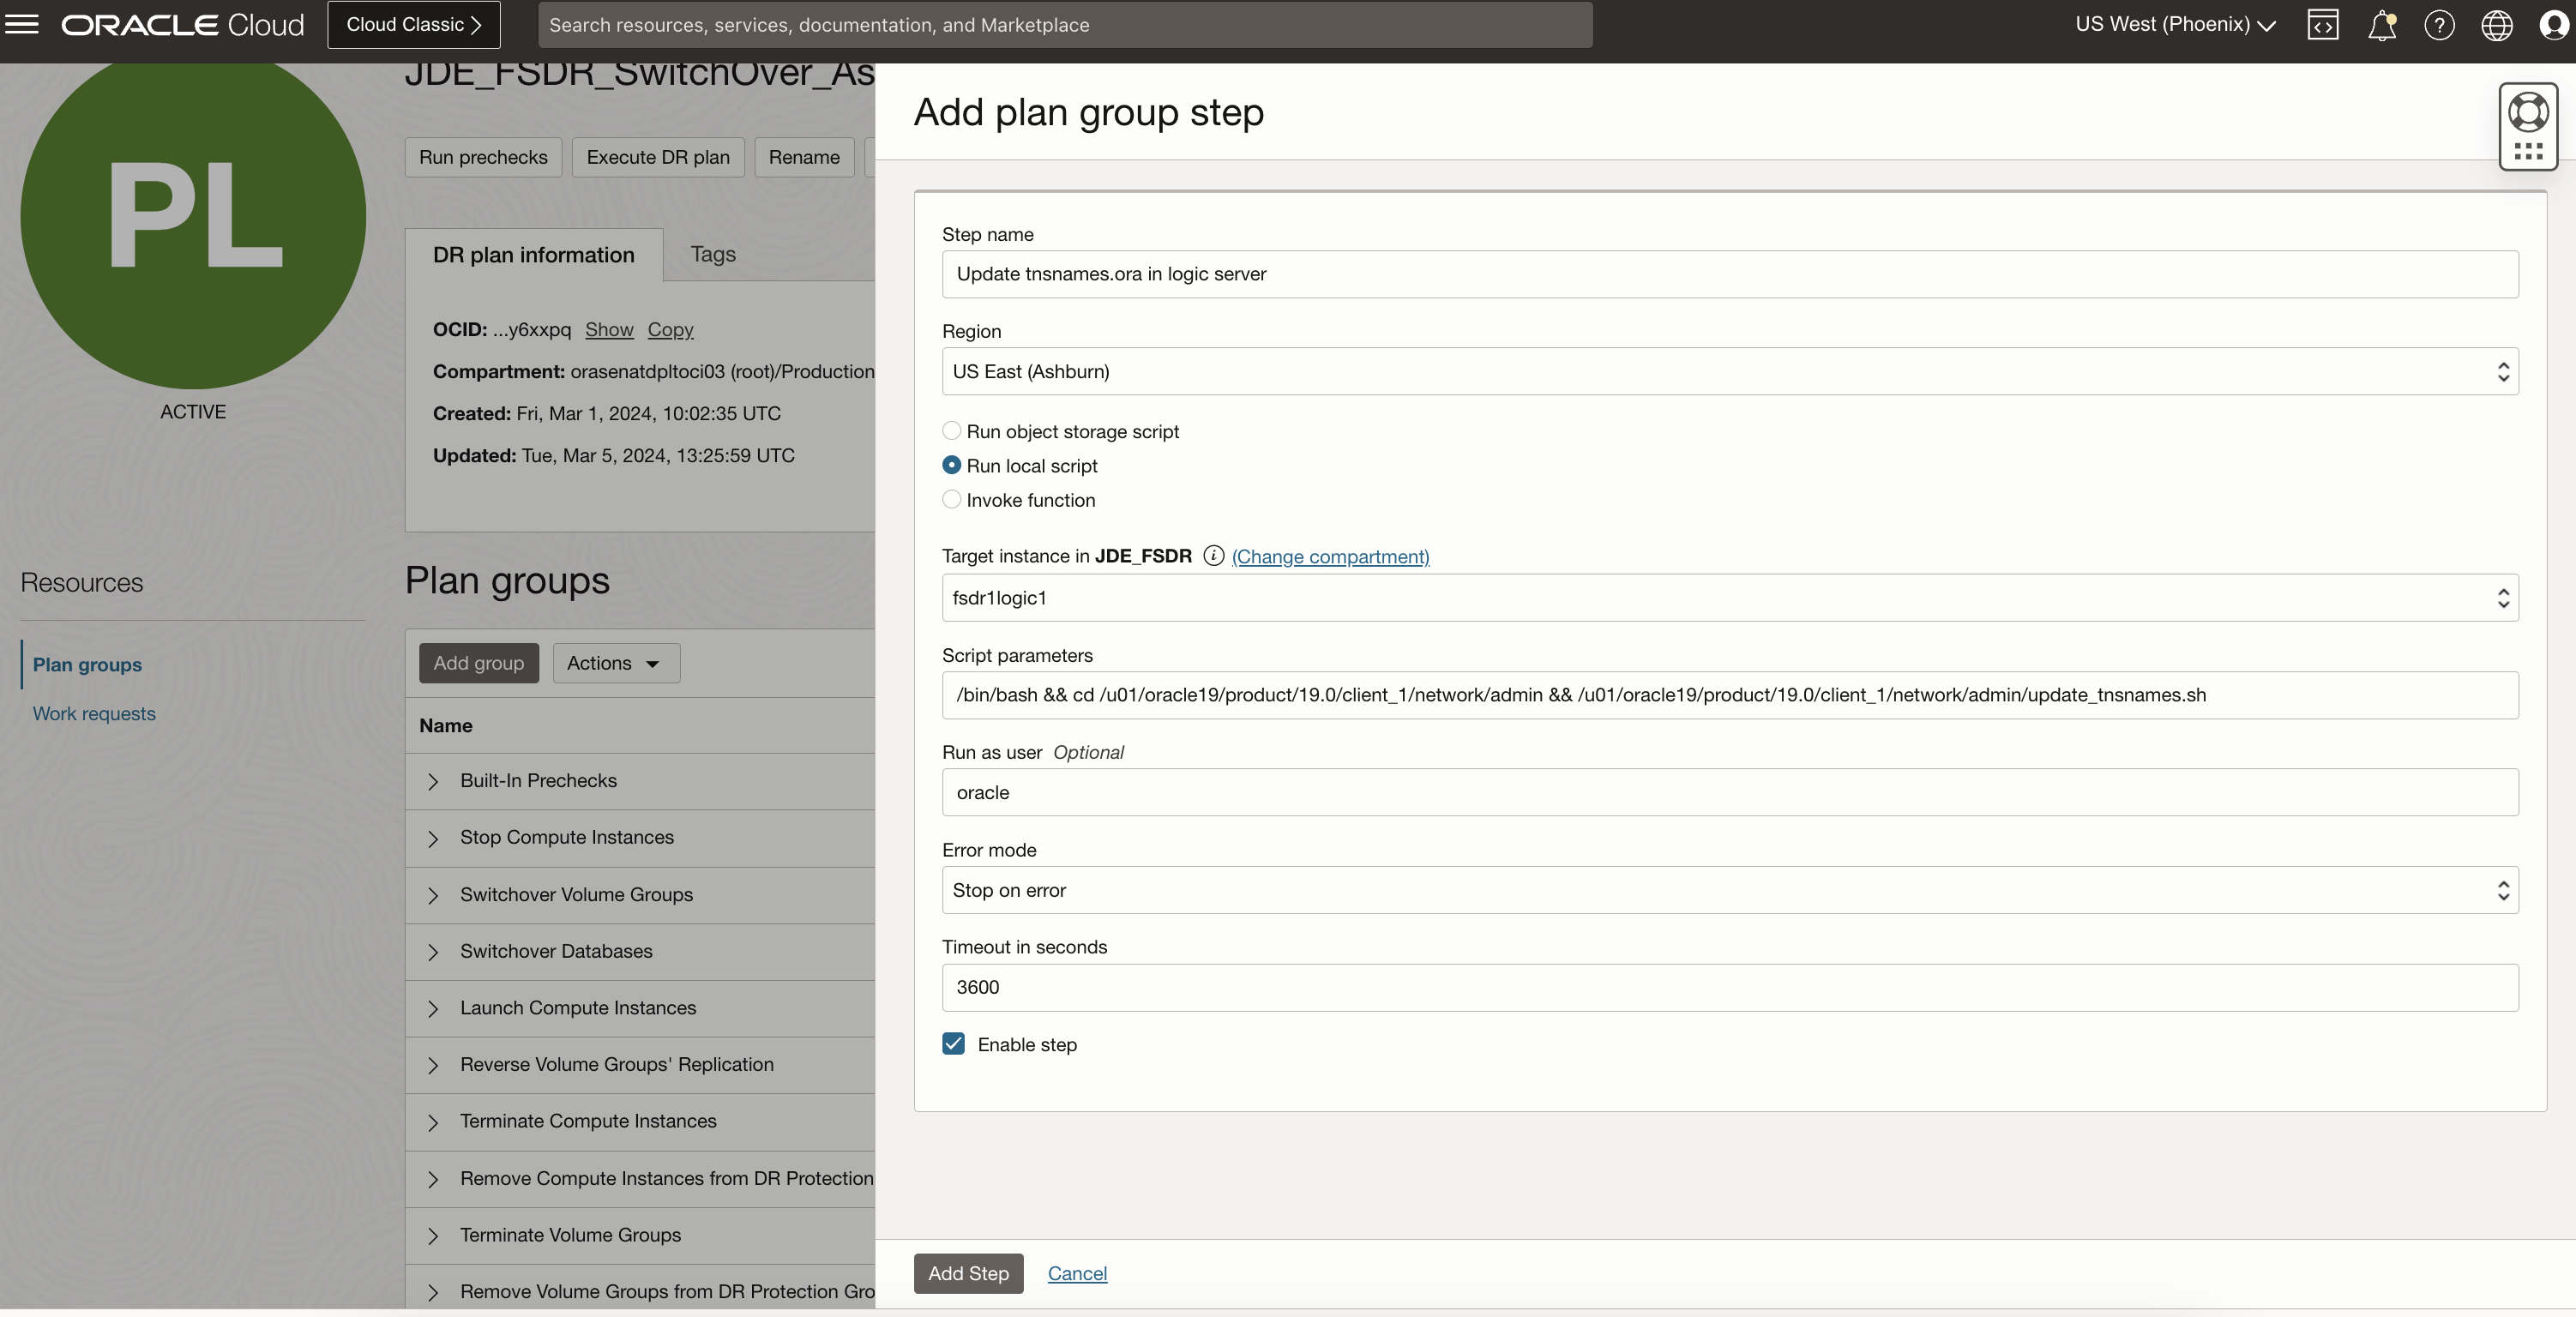 ORACLE Cloud
Cloud Classic
Search resources, services, documentation, and Marketplace
US West (Phoenix)
PL
ACTIVE
Resources
Plan groups
Work requests
JDE_FSDR_SwitchOver_As
Run prechecks
Execute DR plan
Rename
DR plan information
Tags
OCID: ...y6xxpq Show Copy
Compartment: orasenatdpltoci03 (root)/Production
Created: Fri, Mar 1, 2024, 10:02:35 UTC
Updated: Tue, Mar 5, 2024, 13:25:59 UTC
Plan groups
Add group
Actions
Name
Built-In Prechecks
Stop Compute Instances
Switchover Volume Groups
Switchover Databases
Launch Compute Instances
Reverse Volume Groups' Replication
Terminate Compute Instances
Remove Compute Instances from DR Protection
Terminate Volume Groups
Remove Volume Groups from DR Protection Gro
Add plan group step
Step name
Update tnsnames.ora in logic server
Region
US East (Ashburn)
Run object storage script
Run local script
Invoke function
Target instance in JDE_FSDR (Change compartment)
fsdr1logic1
Script parameters
/bin/bash && cd /u01/oracle19/product/19.0/client_1/network/admin && /u01/oracle19/product/19.0/client_1/network/admin/update_tnsnames.sh
Run as user Optional
oracle
Error mode
Stop on error
Timeout in seconds
3600
Enable step
Add Step
Cancel